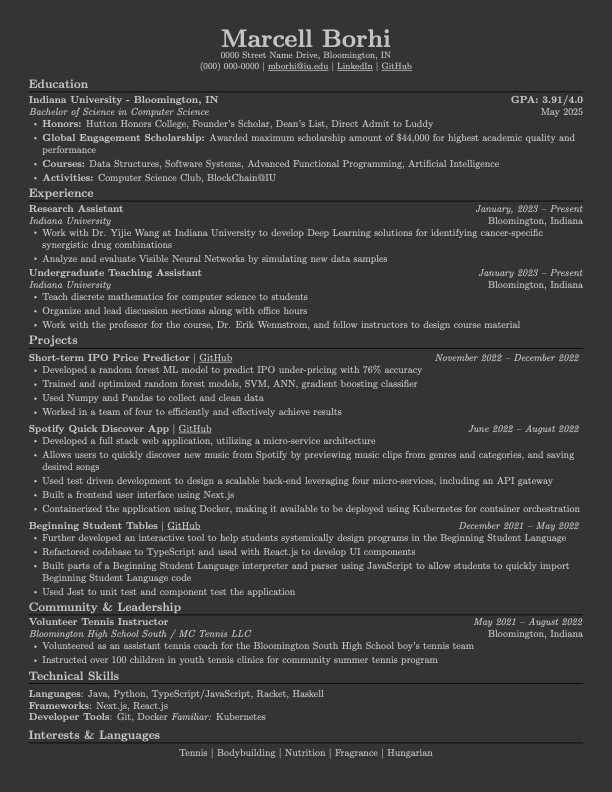 Marcell Borhi
0000 Street Name Drive, Bloomington, IN
(000) 000-0000 | mborhi@iu.edu | LinkedIn | GitHub
Education
Indiana University - Bloomington, IN GPA: 3.91/4.0
Bachelor of Science in Computer Science May 2025
• Honors: Hutton Honors College, Founder's Scholar, Dean's List, Direct Admit to Luddy
• Global Engagement Scholarship: Awarded maximum scholarship amount of $44,000 for highest academic quality and
performance
• Courses: Data Structures, Software Systems, Advanced Functional Programming, Artificial Intelligence
• Activities: Computer Science Club, BlockChain@IU
Experience
Research Assistant January, 2023 – Present
Indiana University Bloomington, Indiana
• Work with Dr. Yijie Wang at Indiana University to develop Deep Learning solutions for identifying cancer-specific
synergistic drug combinations
• Analyze and evaluate Visible Neural Networks by simulating new data samples
Undergraduate Teaching Assistant January 2023 – Present
Indiana University Bloomington, Indiana
• Teach discrete mathematics for computer science to students
• Organize and lead discussion sections along with office hours
• Work with the professor for the course, Dr. Erik Wennstrom, and fellow instructors to design course material
Projects
Short-term IPO Price Predictor | GitHub November 2022 – December 2022
• Developed a random forest ML model to predict IPO under-pricing with 76% accuracy
• Trained and optimized random forest models, SVM, ANN, gradient boosting classifier
• Used Numpy and Pandas to collect and clean data
• Worked in a team of four to efficiently and effectively achieve results
Spotify Quick Discover App | GitHub June 2022 – August 2022
• Developed a full stack web application, utilizing a micro-service architecture
• Allows users to quickly discover new music from Spotify by previewing music clips from genres and categories, and saving
desired songs
• Used test driven development to design a scalable back-end leveraging four micro-services, including an API gateway
• Built a frontend user interface using Next.js
• Containerized the application using Docker, making it available to be deployed using Kubernetes for container orchestration
Beginning Student Tables | GitHub December 2021 – May 2022
• Further developed an interactive tool to help students systemically design programs in the Beginning Student Language
• Refactored codebase to TypeScript and used with React.js to develop UI components
• Built parts of a Beginning Student Language interpreter and parser using JavaScript to allow students to quickly import
Beginning Student Language code
• Used Jest to unit test and component test the application
Community & Leadership
Volunteer Tennis Instructor May 2021 – August 2022
Bloomington High School South / MC Tennis LLC Bloomington, Indiana
• Volunteered as an assistant tennis coach for the Bloomington South High School boy's tennis team
• Instructed over 100 children in youth tennis clinics for community summer tennis program
Technical Skills
Languages: Java, Python, TypeScript/JavaScript, Racket, Haskell
Frameworks: Next.js, React.js
Developer Tools: Git, Docker Familiar: Kubernetes
Interests & Languages
Tennis | Bodybuilding | Nutrition | Fragrance | Hungarian